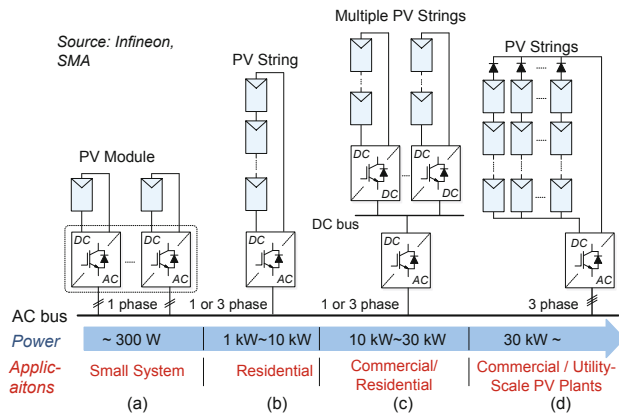 Source: Infineon,
SMA
Multiple PV Strings
PV String
PV Strings
PV Module
DC
DC
DC
DC
DC bus
DC
AC
DC
AC
DC
AC
DC
AC
DC
AC
1 phase
1 or 3 phase
1 or 3 phase
3 phase
AC bus
Power
~ 300 W
1 kW~10 kW
10 kW~30 kW
30 kW ~
Applic-
aitons
Small System
Residential
Commercial/
Residential
Commercial / Utility-
Scale PV Plants
(a)
(b)
(c)
(d)